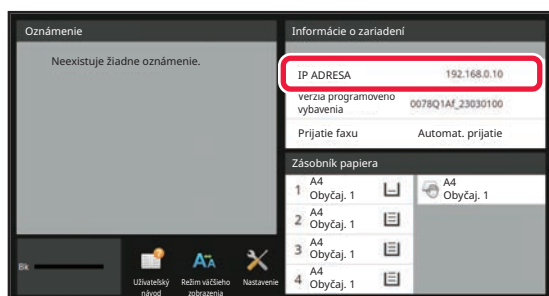 Oznámenie
Neexistuje žiadne oznámenie.
Informácie o zariadení
IP ADRESA 192.168.0.10
Verzia programového
vybavenia 0078Q1Af_23030100
Prijatie faxu Automat. prijatie
Zásobník papiera
1 A4
Obyčaj. 1
A4
Obyčaj. 1
2 A4
Obyčaj. 1
3 A4
Obyčaj. 1
4 A4
Obyčaj. 1
Bk
Užívateľský
návod
Režim väčšieho
zobrazenia
Nastavenie